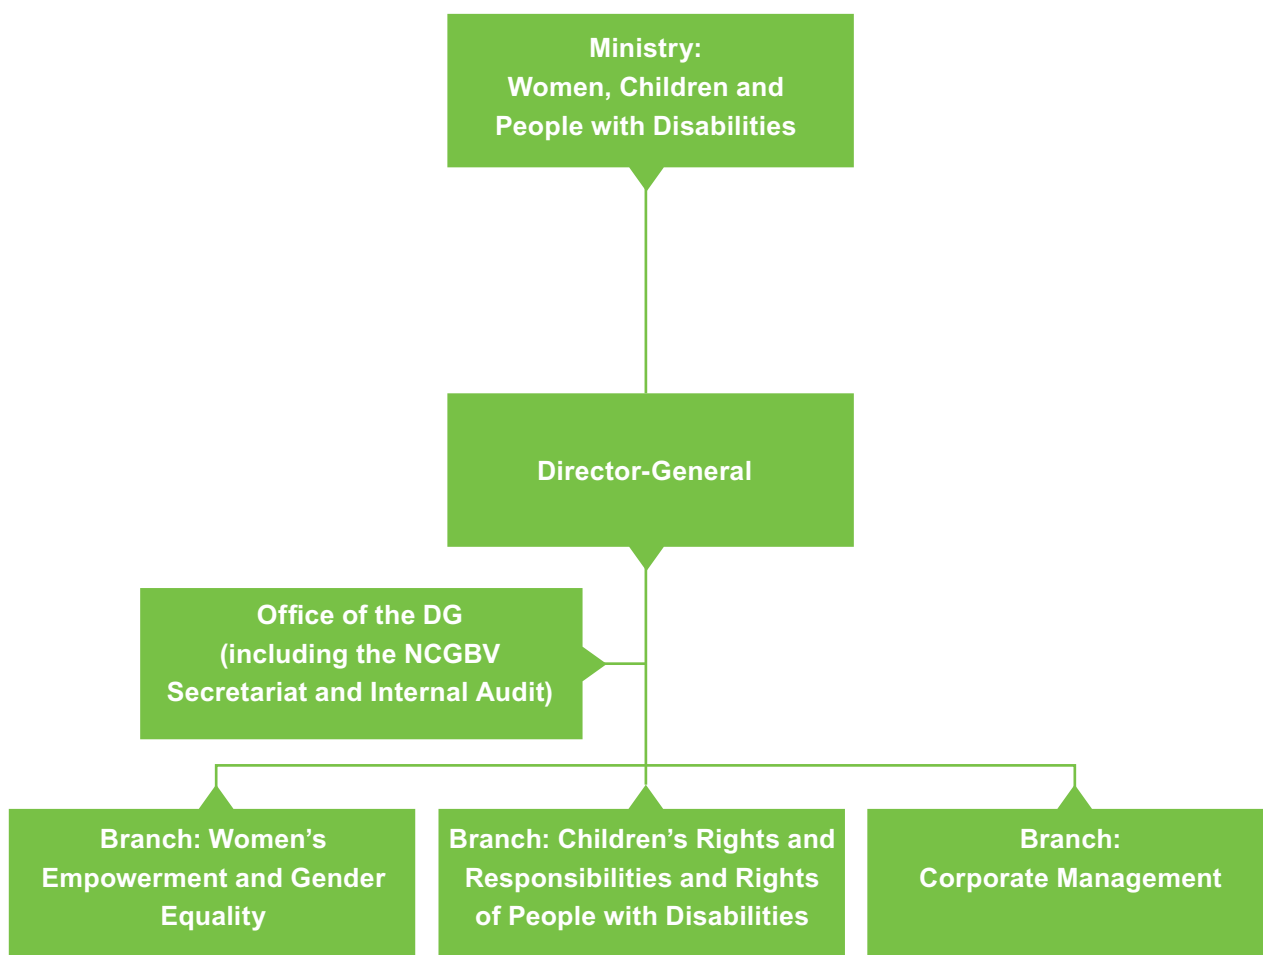 Ministry:
Women, Children and
People with Disabilities
Director-General
Office of the DG
(including the NCGBV
Secretariat and Internal Audit)
Branch: Women’s
Empowerment and Gender
Equality
Branch: Children’s Rights and
Responsibilities and Rights
of People with Disabilities
Branch:
Corporate Management